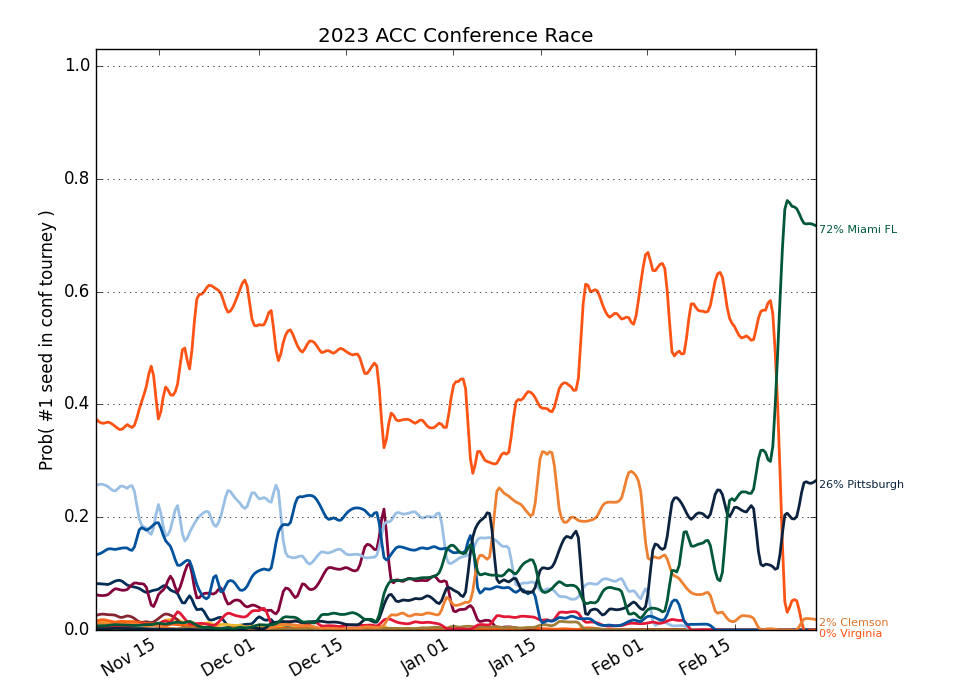 2023 ACC Conference Race
Prob( #1 seed in conf tourney )
1.0
0.8
0.6
0.4
0.2
0.0
72% Miami FL
26% Pittsburgh
2% Clemson
0% Virginia
Nov 15
Dec 01
Dec 15
Jan 01
Jan 15
Feb 01
Feb 15